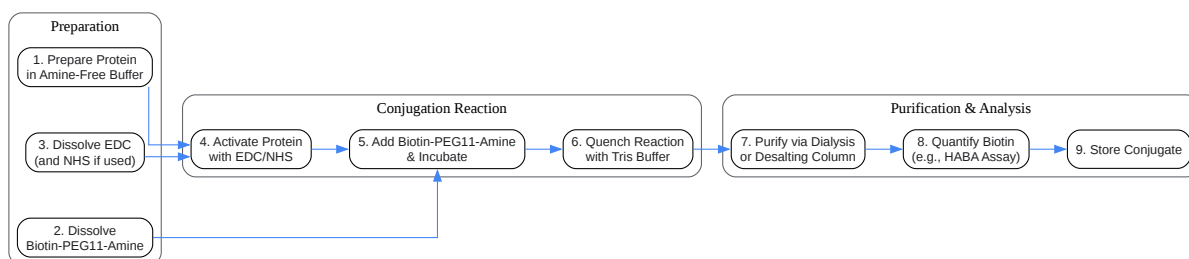 Preparation
1. Prepare Protein
in Amine-Free Buffer
3. Dissolve EDC
(and NHS if used)
2. Dissolve
Biotin-PEG11-Amine
Conjugation Reaction
4. Activate Protein
with EDC/NHS
5. Add Biotin-PEG11-Amine
& Incubate
6. Quench Reaction
with Tris Buffer
Purification & Analysis
7. Purify via Dialysis
or Desalting Column
8. Quantify Biotin
(e.g., HABA Assay)
9. Store Conjugate